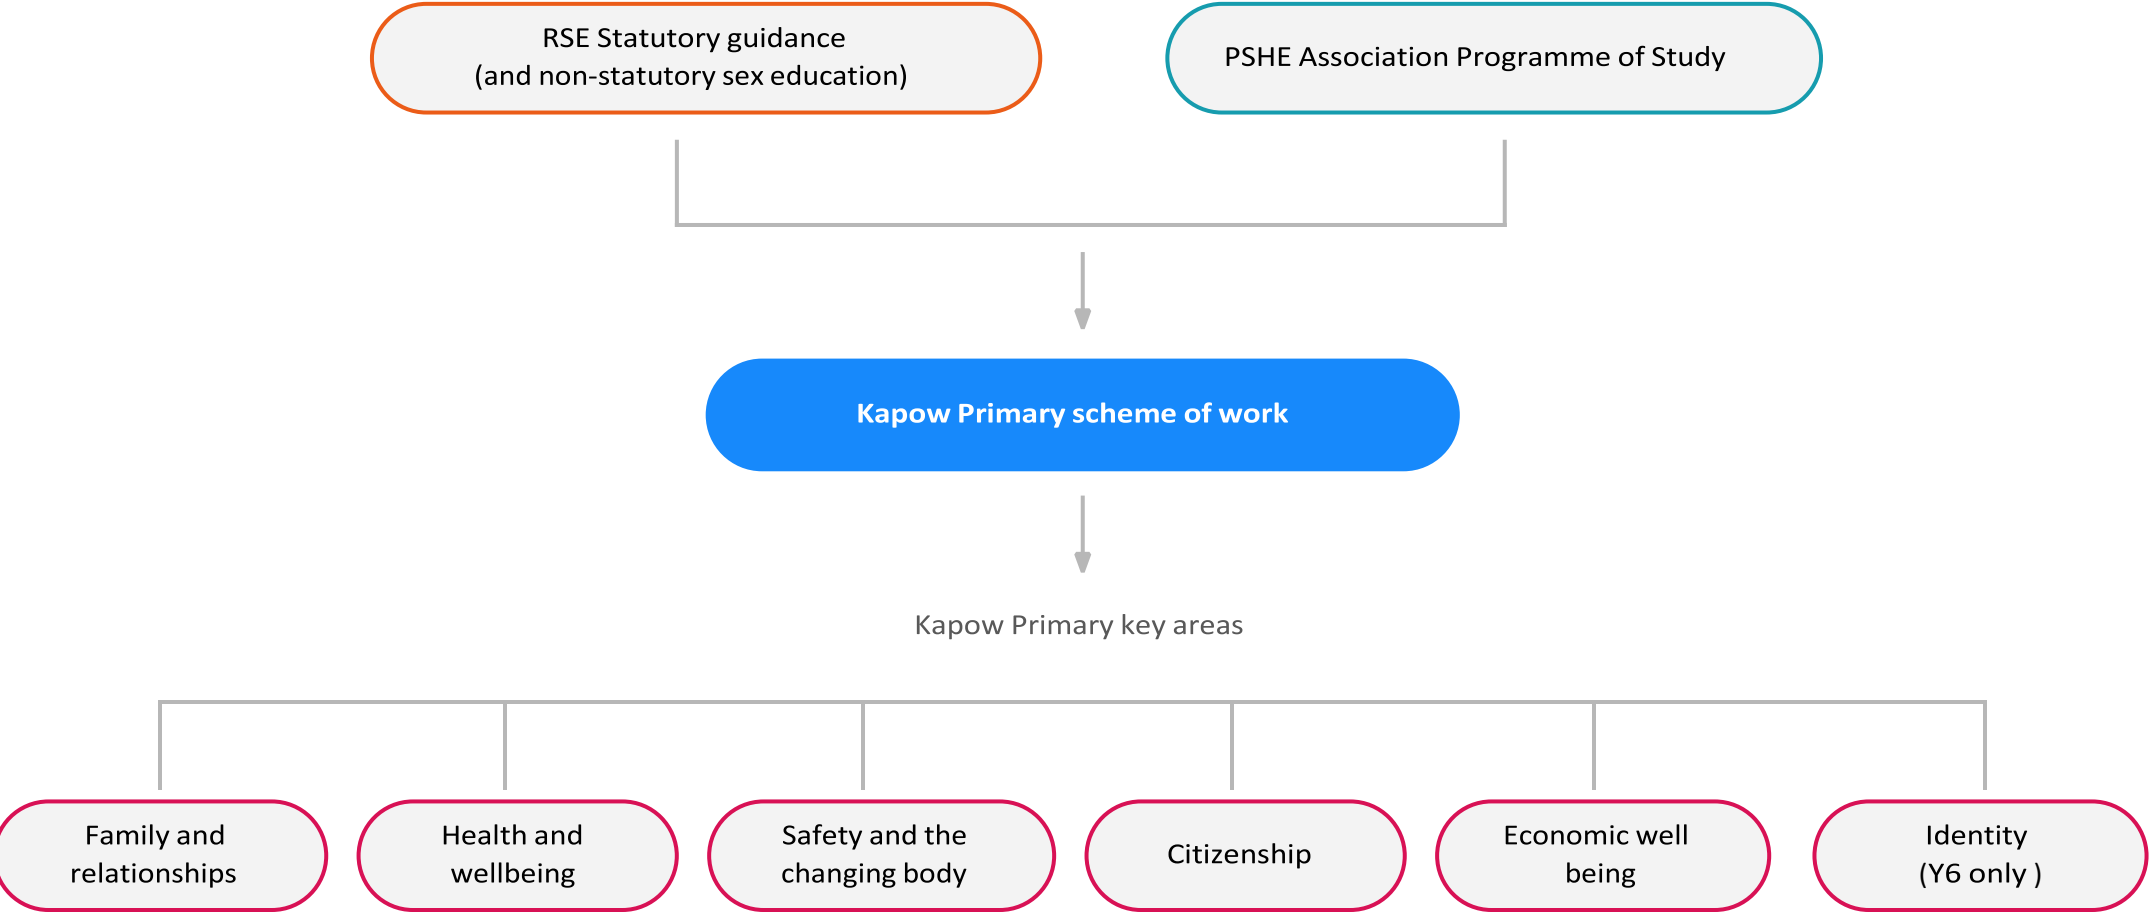 RSE Statutory guidance
(and non-statutory sex education)
PSHE Association Programme of Study
Kapow Primary scheme of work
Kapow Primary key areas
Family and
relationships
Health and
wellbeing
Safety and the
changing body
Citizenship
Economic well
being
Identity
(Y6 only )